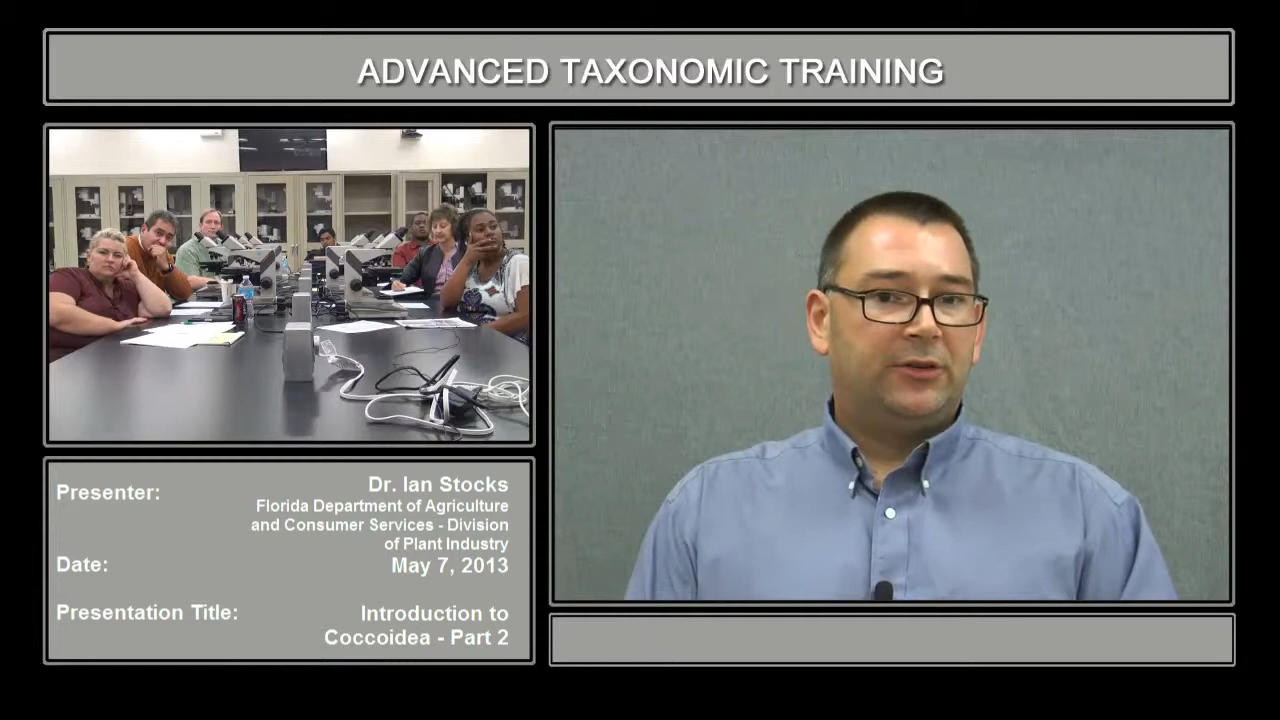 ADVANCED TAXONOMIC TRAINING
Presenter: Dr. Ian Stocks
Florida Department of Agriculture
and Consumer Services - Division
of Plant Industry
Date: May 7, 2013
Presentation Title: Introduction to
Coccoidea - Part 2